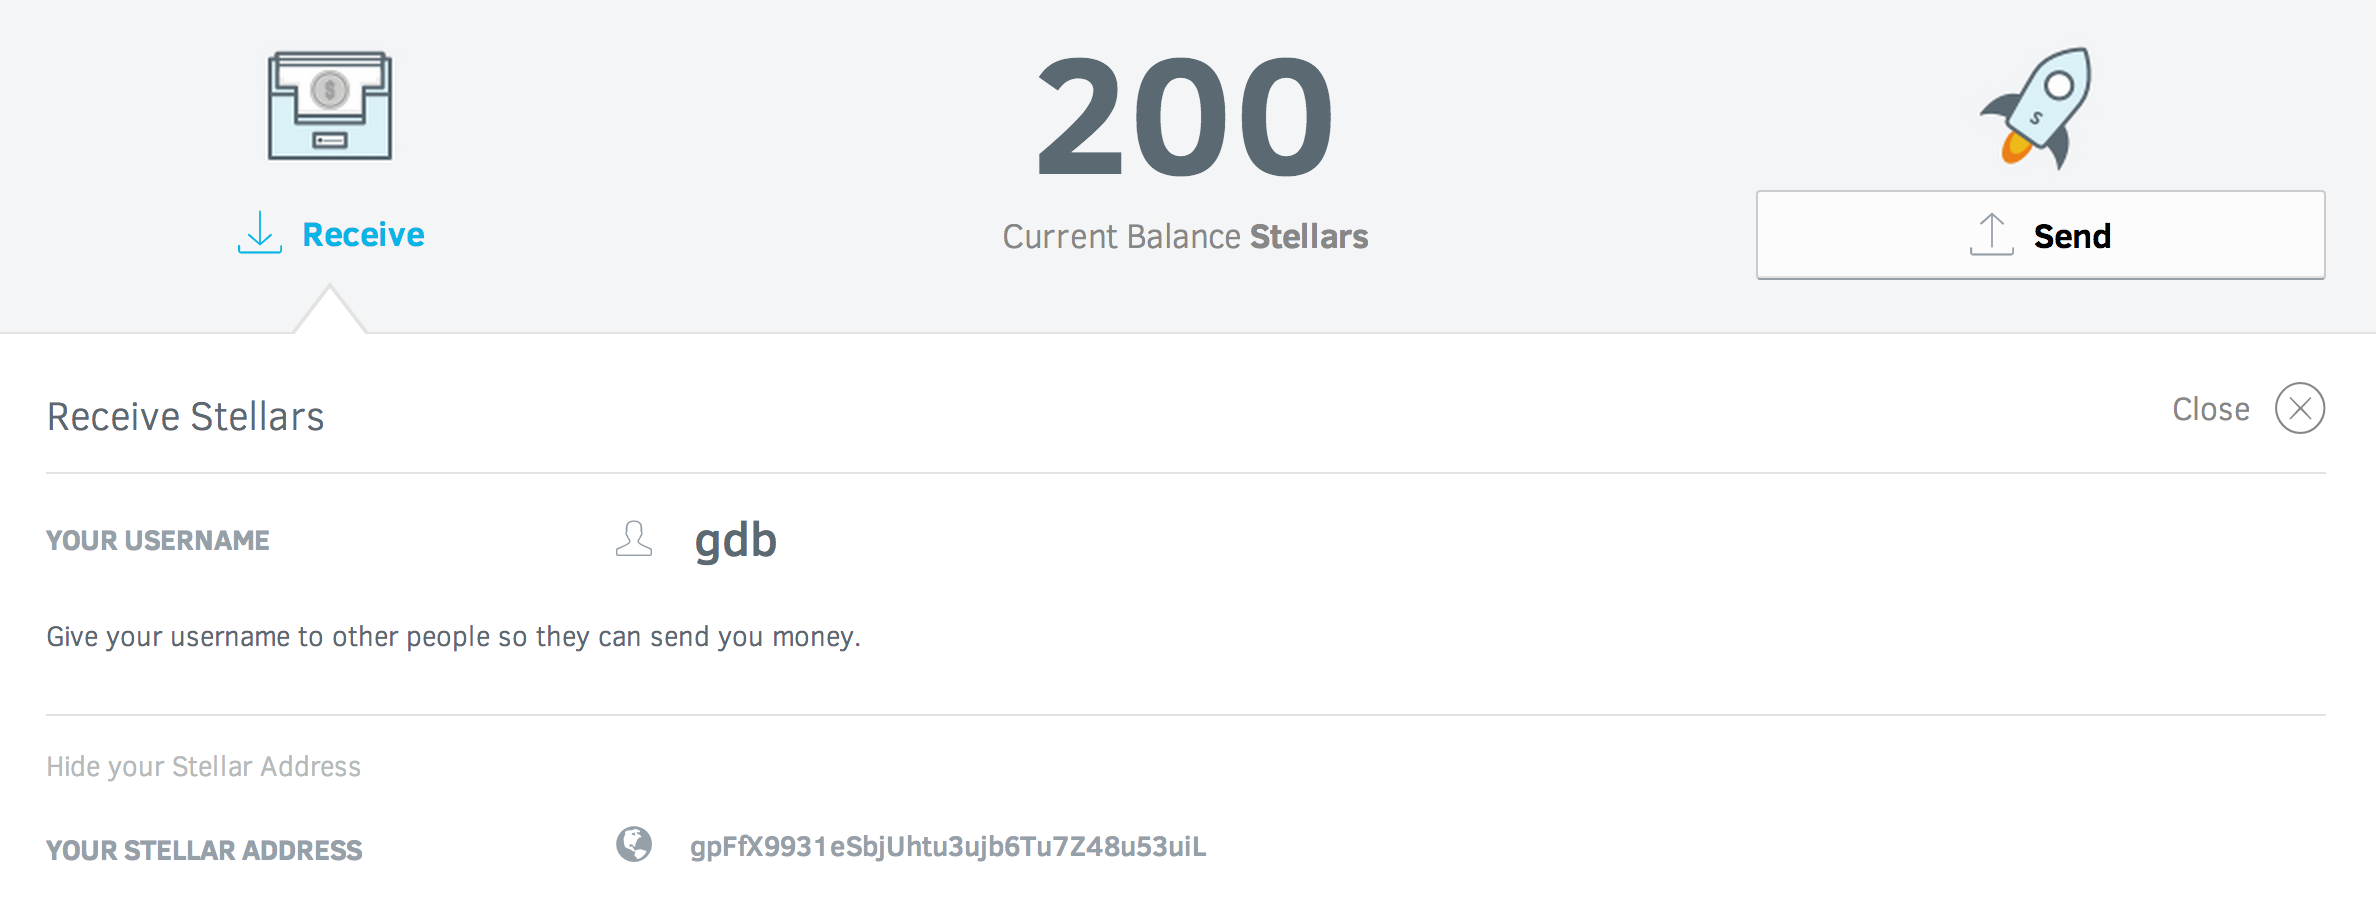 $
200
S
Receive
Current Balance Stellars
Send
Receive Stellars
Close
YOUR USERNAME
gdb
Give your username to other people so they can send you money.
Hide your Stellar Address
YOUR STELLAR ADDRESS
gpFfX9931eSbjUhtu3ujb6Tu7Z48u53uiL